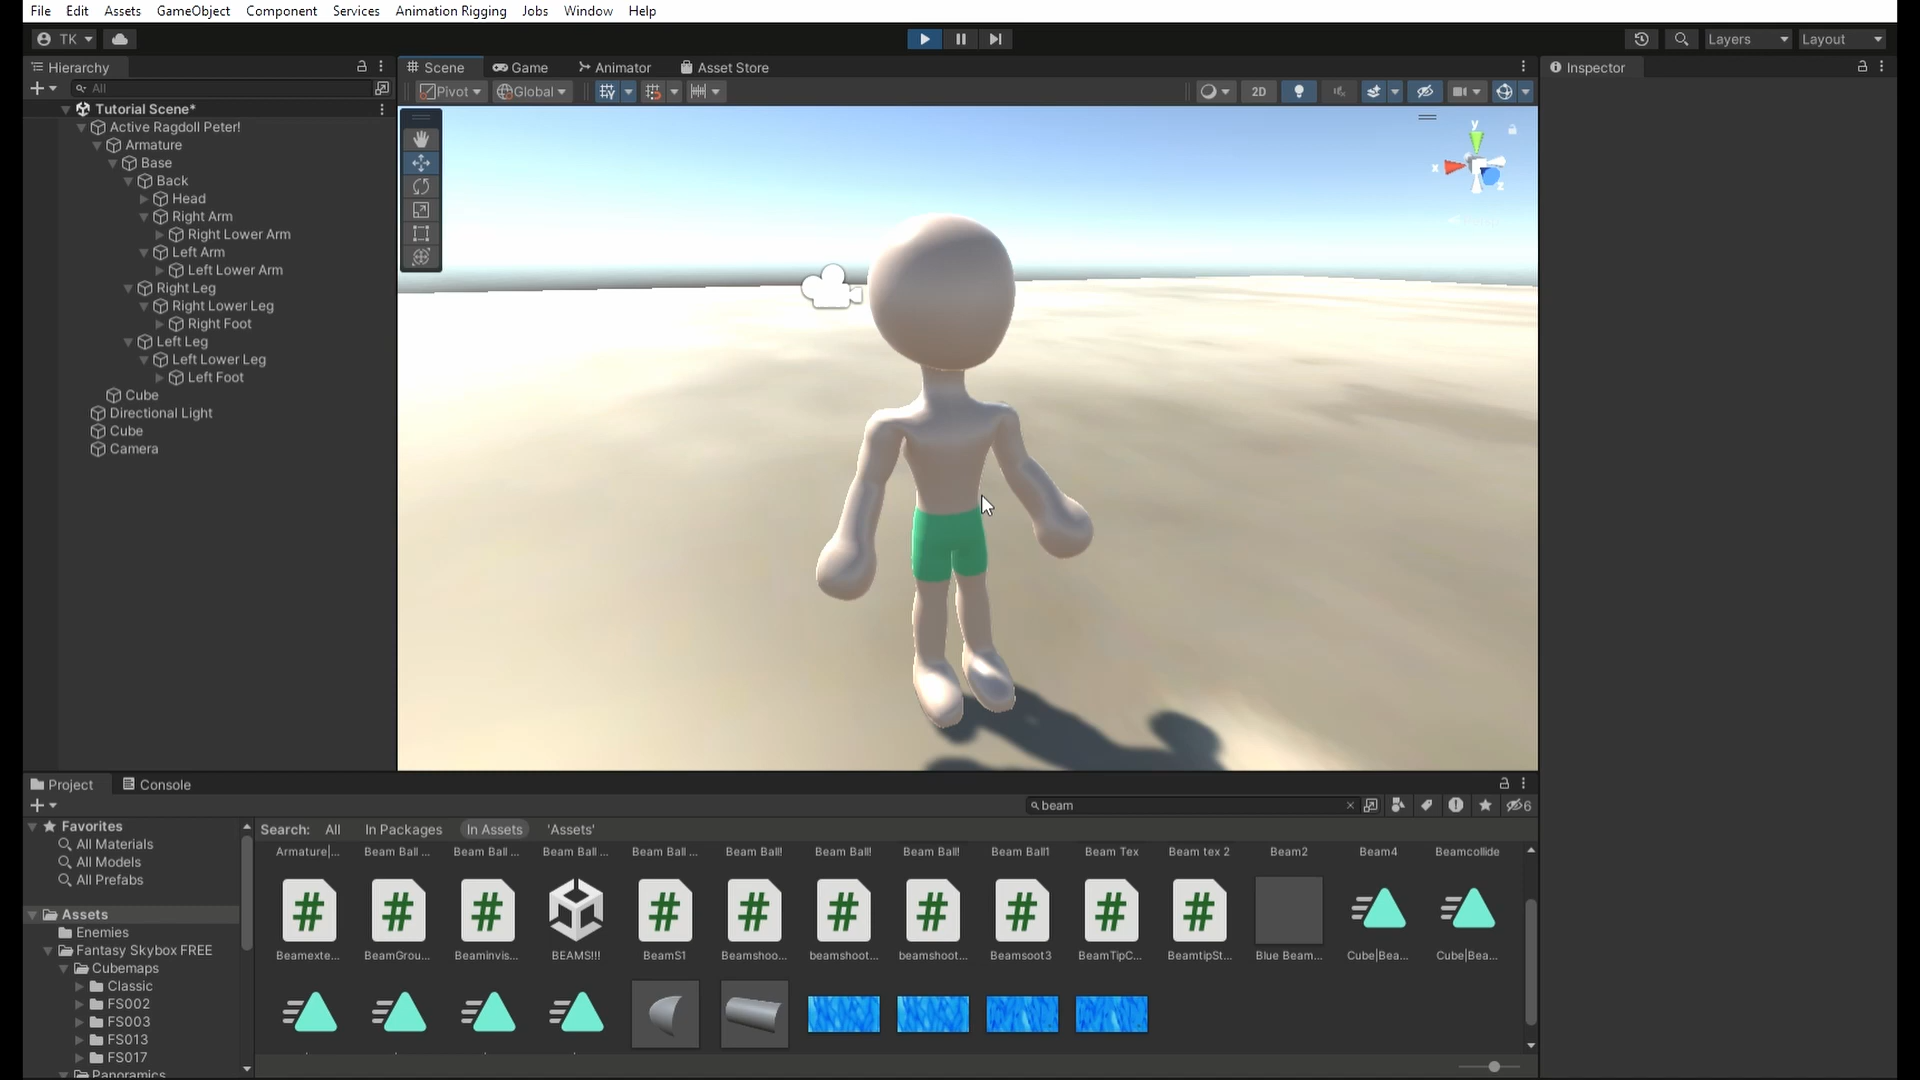 File Edit Assets GameObject Component Services Animation Rigging Jobs Window Help
TK Layers Layout
Hierarchy Scene Game Animator Asset Store Inspector
All Pivot Global 2D
Tutorial Scene*
Active Ragdoll Peter!
Armature
Base
Back
Head
Right Arm
Right Lower Arm
Left Arm
Left Lower Arm
Right Leg
Right Lower Leg
Right Foot
Left Leg
Left Lower Leg
Left Foot
Cube
Directional Light
Cube
Camera
y
x
z
Project Console
beam 6
Favorites
All Materials
All Models
All Prefabs
Assets
Enemies
Fantasy Skybox FREE
Cubemaps
Classic
FS002
FS003
FS013
FS017
Panoramics
Search: All In Packages In Assets 'Assets'
Armature|... Beam Ball ... Beam Ball ... Beam Ball ... Beam Ball ... Beam Ball! Beam Ball! Beam Ball! Beam Ball1 Beam Tex Beam tex 2 Beam2 Beam4 Beamcollide
Beamexte... BeamGrou... Beaminvis... BEAMS!!! BeamS1 Beamshoo... beamshoot... beamshoot... Beamsoot3 BeamTipC... BeamtipSt... Blue Beam... Cube|Bea... Cube|Bea...